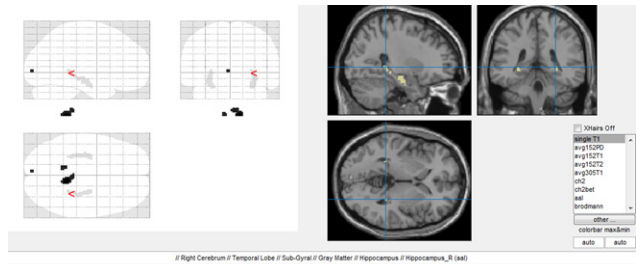 XHairs Off
single T1
avg152PD
avg152T1
avg152T2
avg305T1
ch2
ch2bet
aal
brodmann
other ...
colorbar max&min
auto auto
// Right Cerebrum // Temporal Lobe // Sub-Gyral // Gray Matter // Hippocampus // Hippocampus_R (aal)